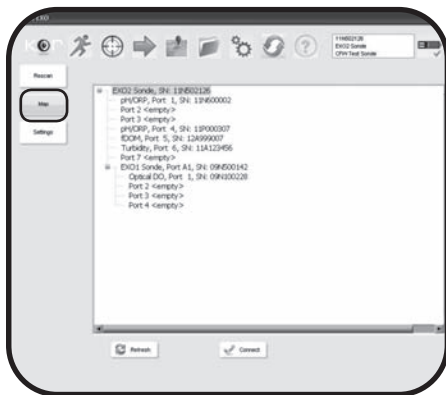 EXO
KOR
11N502126
EXO2 Sonde
CRW Test Sonde
Rescan
Map
Settings
EXO2 Sonde, SN: 11N502126
pH/ORP, Port 1, SN: 11N600002
Port 2 <empty>
Port 3 <empty>
pH/ORP, Port 4, SN: 11P000307
fDOM, Port 5, SN: 12A999007
Turbidity, Port 6, SN: 11A123456
Port 7 <empty>
EXO1 Sonde, Port A1, SN: 09N500142
Optical DO, Port 1, SN: 09N100228
Port 2 <empty>
Port 3 <empty>
Port 4 <empty>
Refresh
Connect